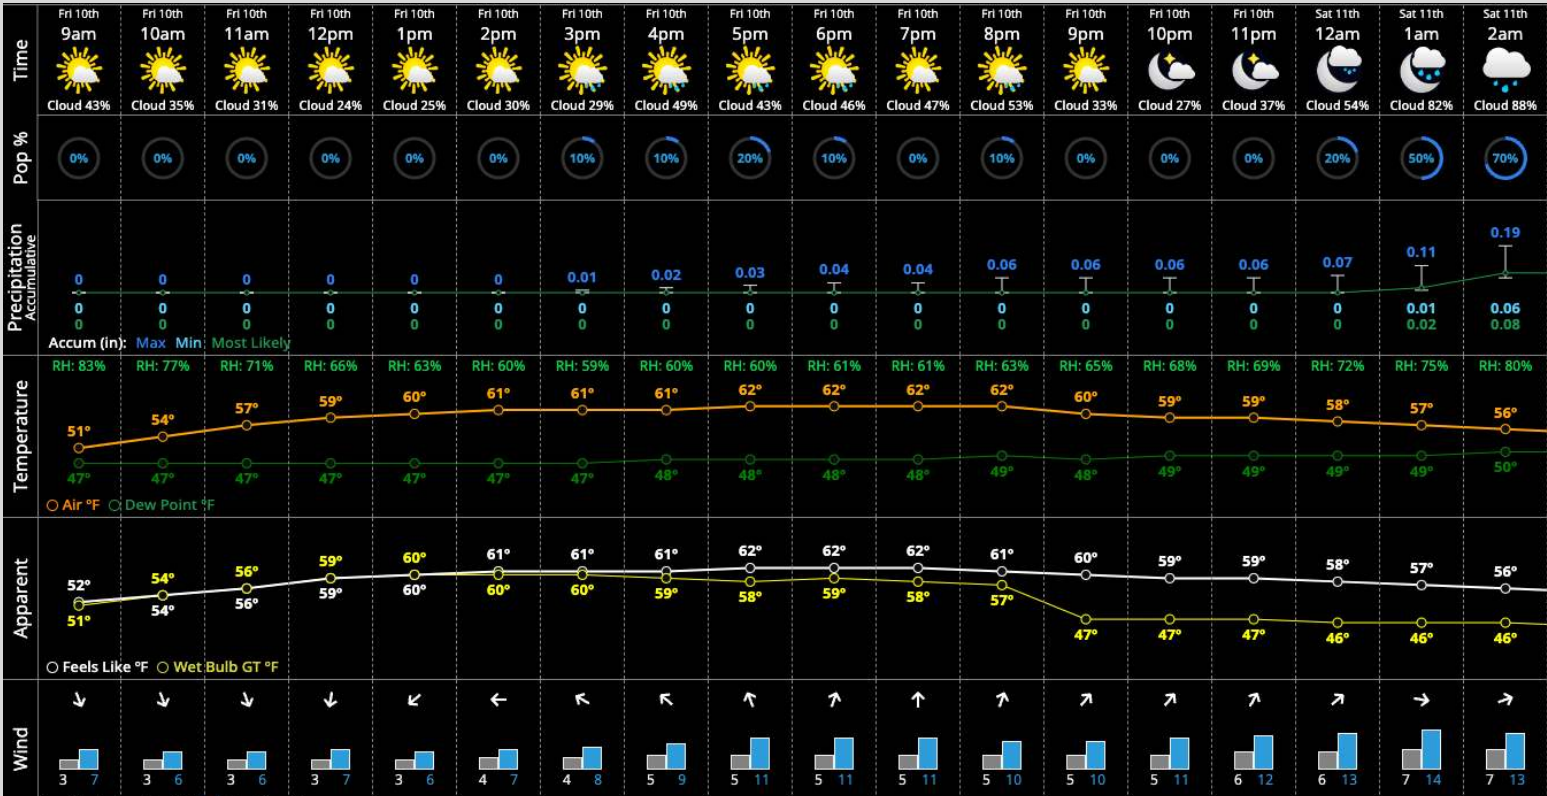 Time
Fri 10th Fri 10th Fri 10th Fri 10th Fri 10th Fri 10th Fri 10th Fri 10th Fri 10th Fri 10th Fri 10th Fri 10th Fri 10th Fri 10th Fri 10th Sat 11th Sat 11th Sat 11th
9am 10am 11am 12pm 1pm 2pm 3pm 4pm 5pm 6pm 7pm 8pm 9pm 10pm 11pm 12am 1am 2am
Cloud 43% Cloud 35% Cloud 31% Cloud 24% Cloud 25% Cloud 30% Cloud 29% Cloud 49% Cloud 43% Cloud 46% Cloud 47% Cloud 53% Cloud 33% Cloud 27% Cloud 37% Cloud 54% Cloud 82% Cloud 88%
Pop %
0% 0% 0% 0% 0% 0% 10% 10% 20% 10% 0% 10% 0% 0% 0% 20% 50% 70%
Precipitation
Accumulative
0 0 0 0 0 0 0.01 0.02 0.03 0.04 0.04 0.06 0.06 0.06 0.06 0.07 0.11 0.19
0 0 0 0 0 0 0 0 0 0 0 0 0 0 0 0 0.01 0.06
0 0 0 0 0 0 0 0 0 0 0 0 0 0 0 0 0.02 0.08
Accum (in): Max Min Most Likely
Temperature
RH: 83% RH: 77% RH: 71% RH: 66% RH: 63% RH: 60% RH: 59% RH: 60% RH: 60% RH: 61% RH: 61% RH: 63% RH: 65% RH: 68% RH: 69% RH: 72% RH: 75% RH: 80%
51° 54° 57° 59° 60° 61° 61° 61° 62° 62° 62° 62° 60° 59° 59° 58° 57° 56°
47° 47° 47° 47° 47° 47° 47° 48° 48° 48° 48° 49° 48° 49° 49° 49° 49° 50°
Air °F Dew Point °F
Apparent
52° 54° 56° 59° 60° 61° 61° 61° 62° 62° 62° 61° 60° 59° 59° 58° 57° 56°
51° 54° 56° 59° 60° 60° 60° 59° 58° 59° 58° 57° 47° 47° 47° 46° 46° 46°
Feels Like °F Wet Bulb GT °F
Wind
3 7 3 6 3 6 3 7 3 6 4 7 4 8 5 9 5 11 5 11 5 11 5 10 5 10 5 11 6 12 6 13 7 14 7 13